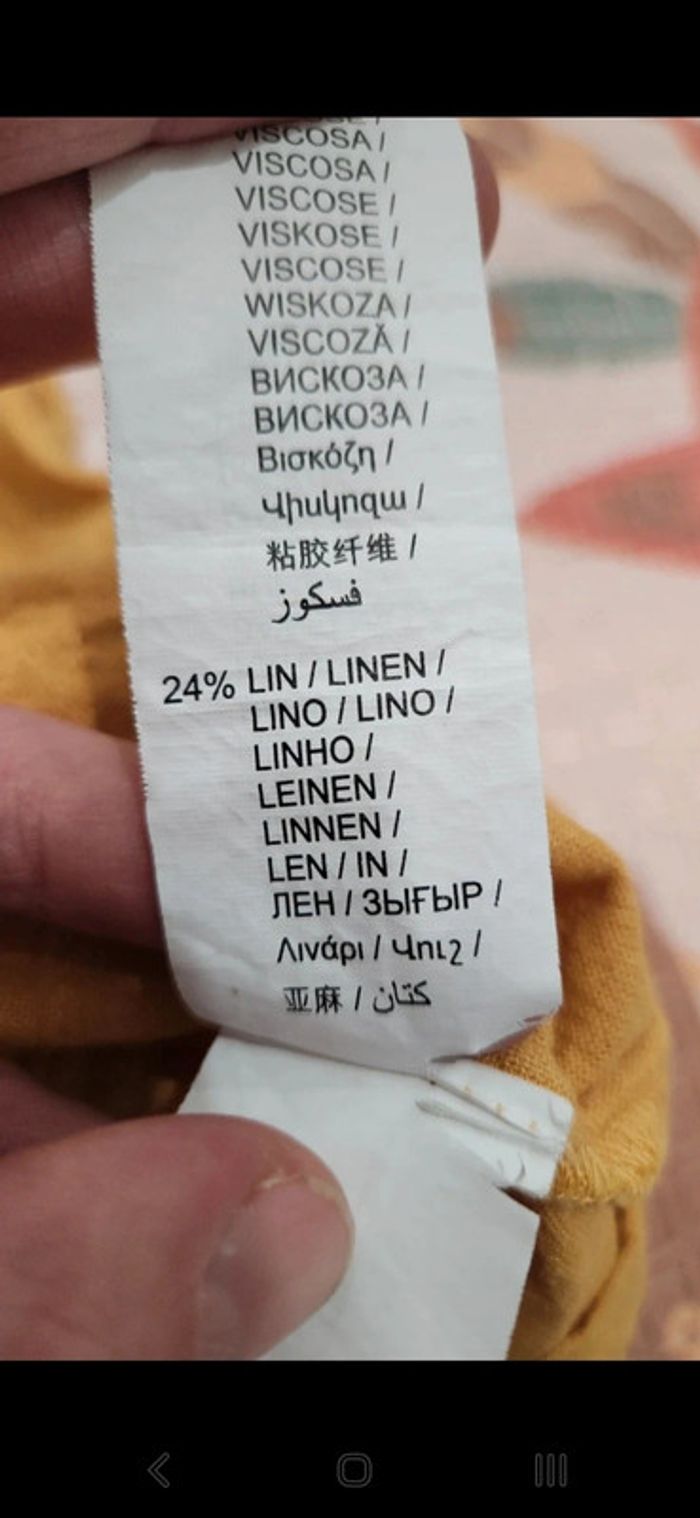 VISCOSA /
VISCOSA /
VISCOSE /
VISKOSE /
VISCOSE /
WISKOZA /
VISCOZĂ /
ВИСКОЗА /
ВИСКОЗА /
Βισκόζη /
Վիսկոզա /
粘胶纤维 /
فسكوز
24% LIN / LINEN /
LINO / LINO /
LINHO /
LEINEN /
LINNEN /
LEN / IN /
ЛЕН / ЗЫҒЫР /
Λινάρι / Վուշ /
亚麻 / كتان